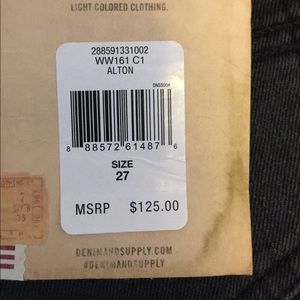 LIGHT COLORED CLOTHING.
288591331002
WW161 C1
ALTON
DNS5004
8 88572 61487 6
SIZE
27
MSRP $125.00
DENIMANDSUPPLY.COM
#DENIMANDSUPPLY